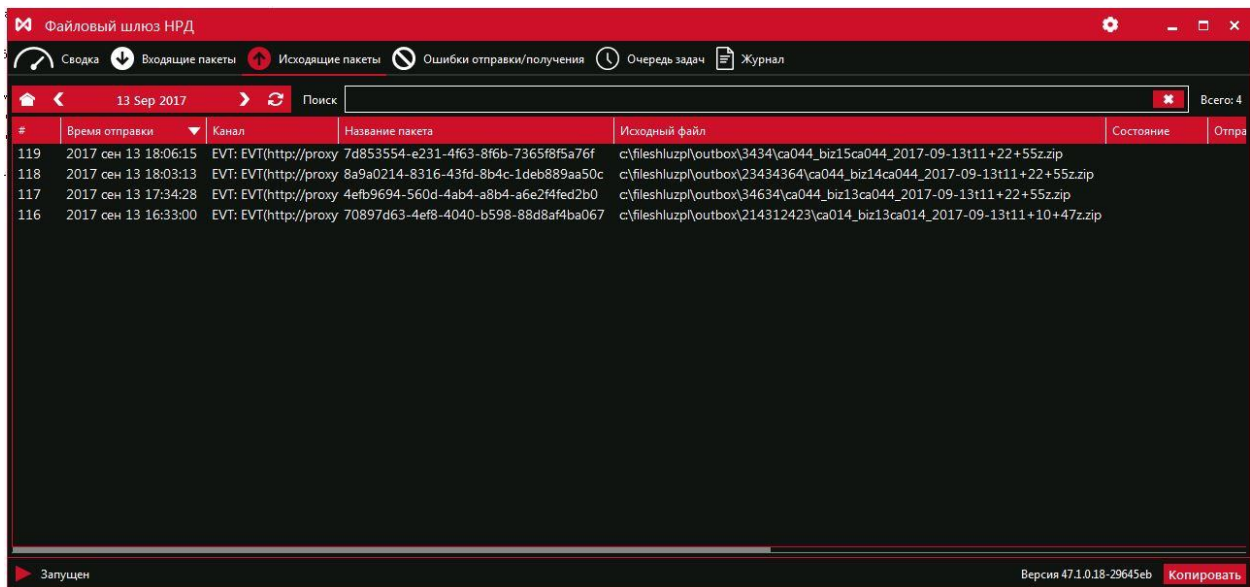 Файловый шлюз НРД
Сводка Входящие пакеты Исходящие пакеты Ошибки отправки/получения Очередь задач Журнал
13 Sep 2017 Поиск Всего: 4
# Время отправки Канал Название пакета Исходный файл Состояние Отпра
119 2017 сен 13 18:06:15 EVT: EVT(http://proxy 7d853554-e231-4f63-8f6b-7365f8f5a76f c:\fileshluzpl\outbox\3434\ca044_biz15ca044_2017-09-13t11+22+55z.zip
118 2017 сен 13 18:03:13 EVT: EVT(http://proxy 8a9a0214-8316-43fd-8b4c-1deb889aa50c c:\fileshluzpl\outbox\23434364\ca044_biz14ca044_2017-09-13t11+22+55z.zip
117 2017 сен 13 17:34:28 EVT: EVT(http://proxy 4efb9694-560d-4ab4-a8b4-a6e2f4fed2b0 c:\fileshluzpl\outbox\34634\ca044_biz13ca044_2017-09-13t11+22+55z.zip
116 2017 сен 13 16:33:00 EVT: EVT(http://proxy 70897d63-4ef8-4040-b598-88d8af4ba067 c:\fileshluzpl\outbox\214312423\ca014_biz13ca014_2017-09-13t11+10+47z.zip
Запущен Версия 47.1.0.18-29645eb Копировать